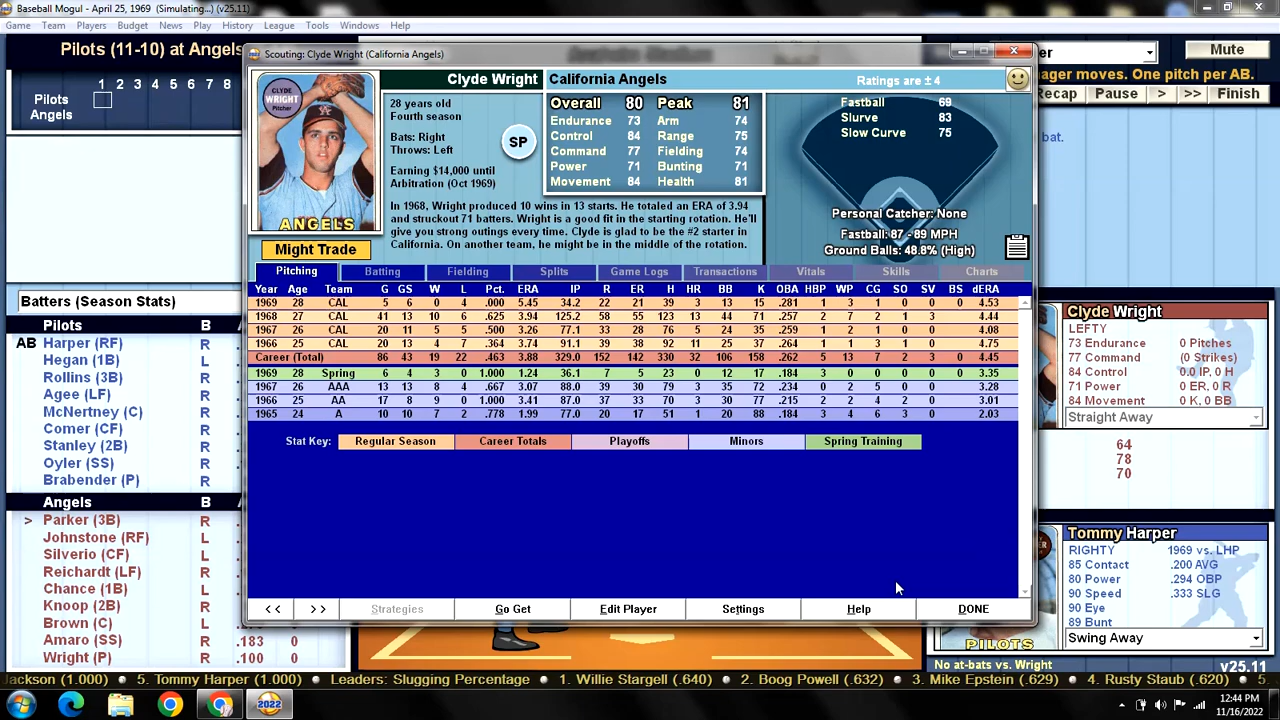 Baseball Mogul - April 25, 1969 (Simulating...) (v25.11)
Game Team Players Budget News Play History League Tools Windows Help
Pilots (11-10) at Angels
1 2 3 4 5 6 7 8
Pilots
Angels
Mute
nager moves. One pitch per AB.
Recap Pause > >> Finish
bat.
Scouting: Clyde Wright (California Angels)
CLYDE
WRIGHT
Pitcher
ANGELS
Might Trade
Clyde Wright
28 years old
Fourth season
Bats: Right
Throws: Left
Earning $14,000 until
Arbitration (Oct 1969)
SP
California Angels
Overall 80 Peak 81
Endurance 73 Arm 74
Control 84 Range 75
Command 77 Fielding 74
Power 71 Bunting 71
Movement 84 Health 81
In 1968, Wright produced 10 wins in 13 starts. He totaled an ERA of 3.94
and struckout 71 batters. Wright is a good fit in the starting rotation. He'll
give you strong outings every time. Clyde is glad to be the #2 starter in
California. On another team, he might be in the middle of the rotation.
Ratings are ± 4
Fastball 69
Slurve 83
Slow Curve 75
Personal Catcher: None
Fastball: 87 - 89 MPH
Ground Balls: 48.8% (High)
Pitching Batting Fielding Splits Game Logs Transactions Vitals Skills Charts
Year Age Team G GS W L Pct. ERA IP R ER H HR BB K OBA HBP WP CG SO SV BS dERA
1969 28 CAL 5 6 0 4 .000 5.45 34.2 22 21 39 3 13 15 .281 1 3 1 0 0 0 4.53
1968 27 CAL 41 13 10 6 .625 3.94 125.2 58 55 123 13 44 71 .257 2 7 2 1 3 4.44
1967 26 CAL 20 11 5 5 .500 3.26 77.1 33 28 76 5 24 35 .259 1 2 1 0 0 4.08
1966 25 CAL 20 13 4 7 .364 3.74 91.1 39 38 92 11 25 37 .254 1 1 3 1 0 4.75
Career (Total) 86 43 19 22 .463 3.88 329.0 152 142 330 32 106 158 .262 5 13 7 2 3 0 4.45
1969 28 Spring 6 4 3 0 1.000 1.24 36.1 7 5 23 0 12 17 .184 3 0 0 0 0 0 3.35
1967 26 AAA 13 13 8 4 .667 3.07 88.0 39 30 79 3 35 72 .234 0 2 5 0 0 3.28
1966 25 AA 17 8 9 0 1.000 3.41 87.0 37 33 70 3 30 77 .215 2 2 4 2 0 3.01
1965 24 A 10 10 7 2 .778 1.99 77.0 20 17 51 1 20 88 .184 3 4 6 3 0 2.03
Stat Key: Regular Season Career Totals Playoffs Minors Spring Training
<< >> Strategies Go Get Edit Player Settings Help DONE
Batters (Season Stats)
Pilots B
AB Harper (RF) R
Hegan (1B) L
Rollins (3B) R
Agee (LF) R
McNertney (C) R
Comer (CF) R
Stanley (2B) R
Oyler (SS) R
Brabender (P) R
Angels B
> Parker (3B) R
Johnstone (RF) L
Silverio (CF) L
Reichardt (LF) R
Chance (1B) L
Knoop (2B) R
Brown (C) L
Amaro (SS) R .183 0
Wright (P) R .100 0
Clyde Wright
LEFTY
73 Endurance 0 Pitches
77 Command (0 Strikes)
84 Control 0.0 IP, 0 H
71 Power 0 ER, 0 R
84 Movement 0 K, 0 BB
Straight Away
64
78
70
Tommy Harper
RIGHTY 1969 vs. LHP
85 Contact .200 AVG
80 Power .294 OBP
90 Speed .333 SLG
90 Eye
89 Bunt
Swing Away
PILOTS
No at-bats vs. Wright v25.11
Jackson (1.000) • 5. Tommy Harper (1.000) • Leaders: Slugging Percentage • 1. Willie Stargell (.640) • 2. Boog Powell (.632) • 3. Mike Epstein (.629) • 4. Rusty Staub (.620) • 5.
2022
12:44 PM
11/16/2022